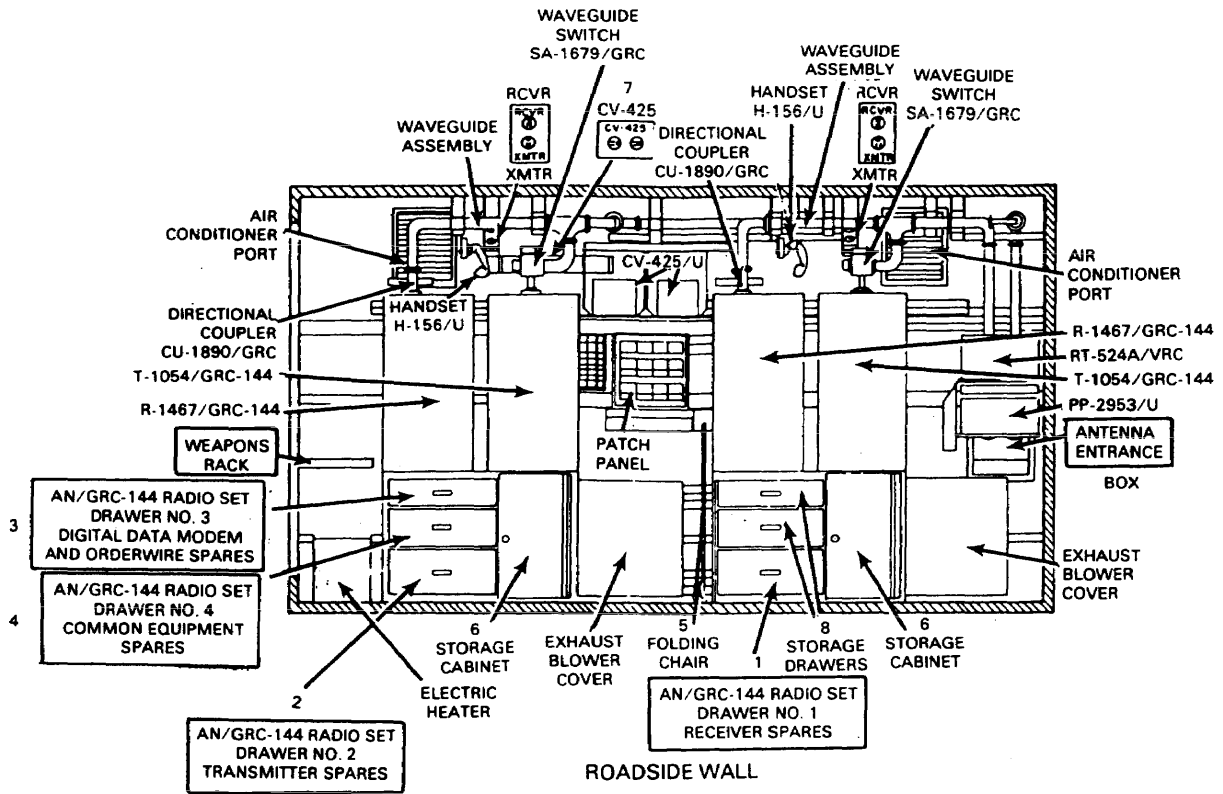 WAVEGUIDE
SWITCH
SA-1679/GRC
7
CV-425
CV-425
RCVR
RCVR
XMTR
XMTR
WAVEGUIDE
ASSEMBLY
DIRECTIONAL
COUPLER
CU-1890/GRC
HANDSET
H-156/U
WAVEGUIDE
ASSEMBLY
RCVR
RCVR
XMTR
XMTR
WAVEGUIDE
SWITCH
SA-1679/GRC
AIR
CONDITIONER
PORT
DIRECTIONAL
COUPLER
CU-1890/GRC
HANDSET
H-156/U
CV-425/U
AIR
CONDITIONER
PORT
T-1054/GRC-144
R-1467/GRC-144
WEAPONS
RACK
PATCH
PANEL
R-1467/GRC-144
RT-524A/VRC
T-1054/GRC-144
PP-2953/U
ANTENNA
ENTRANCE
BOX
3
AN/GRC-144 RADIO SET
DRAWER NO. 3
DIGITAL DATA MODEM
AND ORDERWIRE SPARES
4
AN/GRC-144 RADIO SET
DRAWER NO. 4
COMMON EQUIPMENT
SPARES
2
AN/GRC-144 RADIO SET
DRAWER NO. 2
TRANSMITTER SPARES
ELECTRIC
HEATER
6
STORAGE
CABINET
EXHAUST
BLOWER
COVER
5
FOLDING
CHAIR
1
AN/GRC-144 RADIO SET
DRAWER NO. 1
RECEIVER SPARES
8
STORAGE
DRAWERS
6
STORAGE
CABINET
EXHAUST
BLOWER
COVER
ROADSIDE WALL